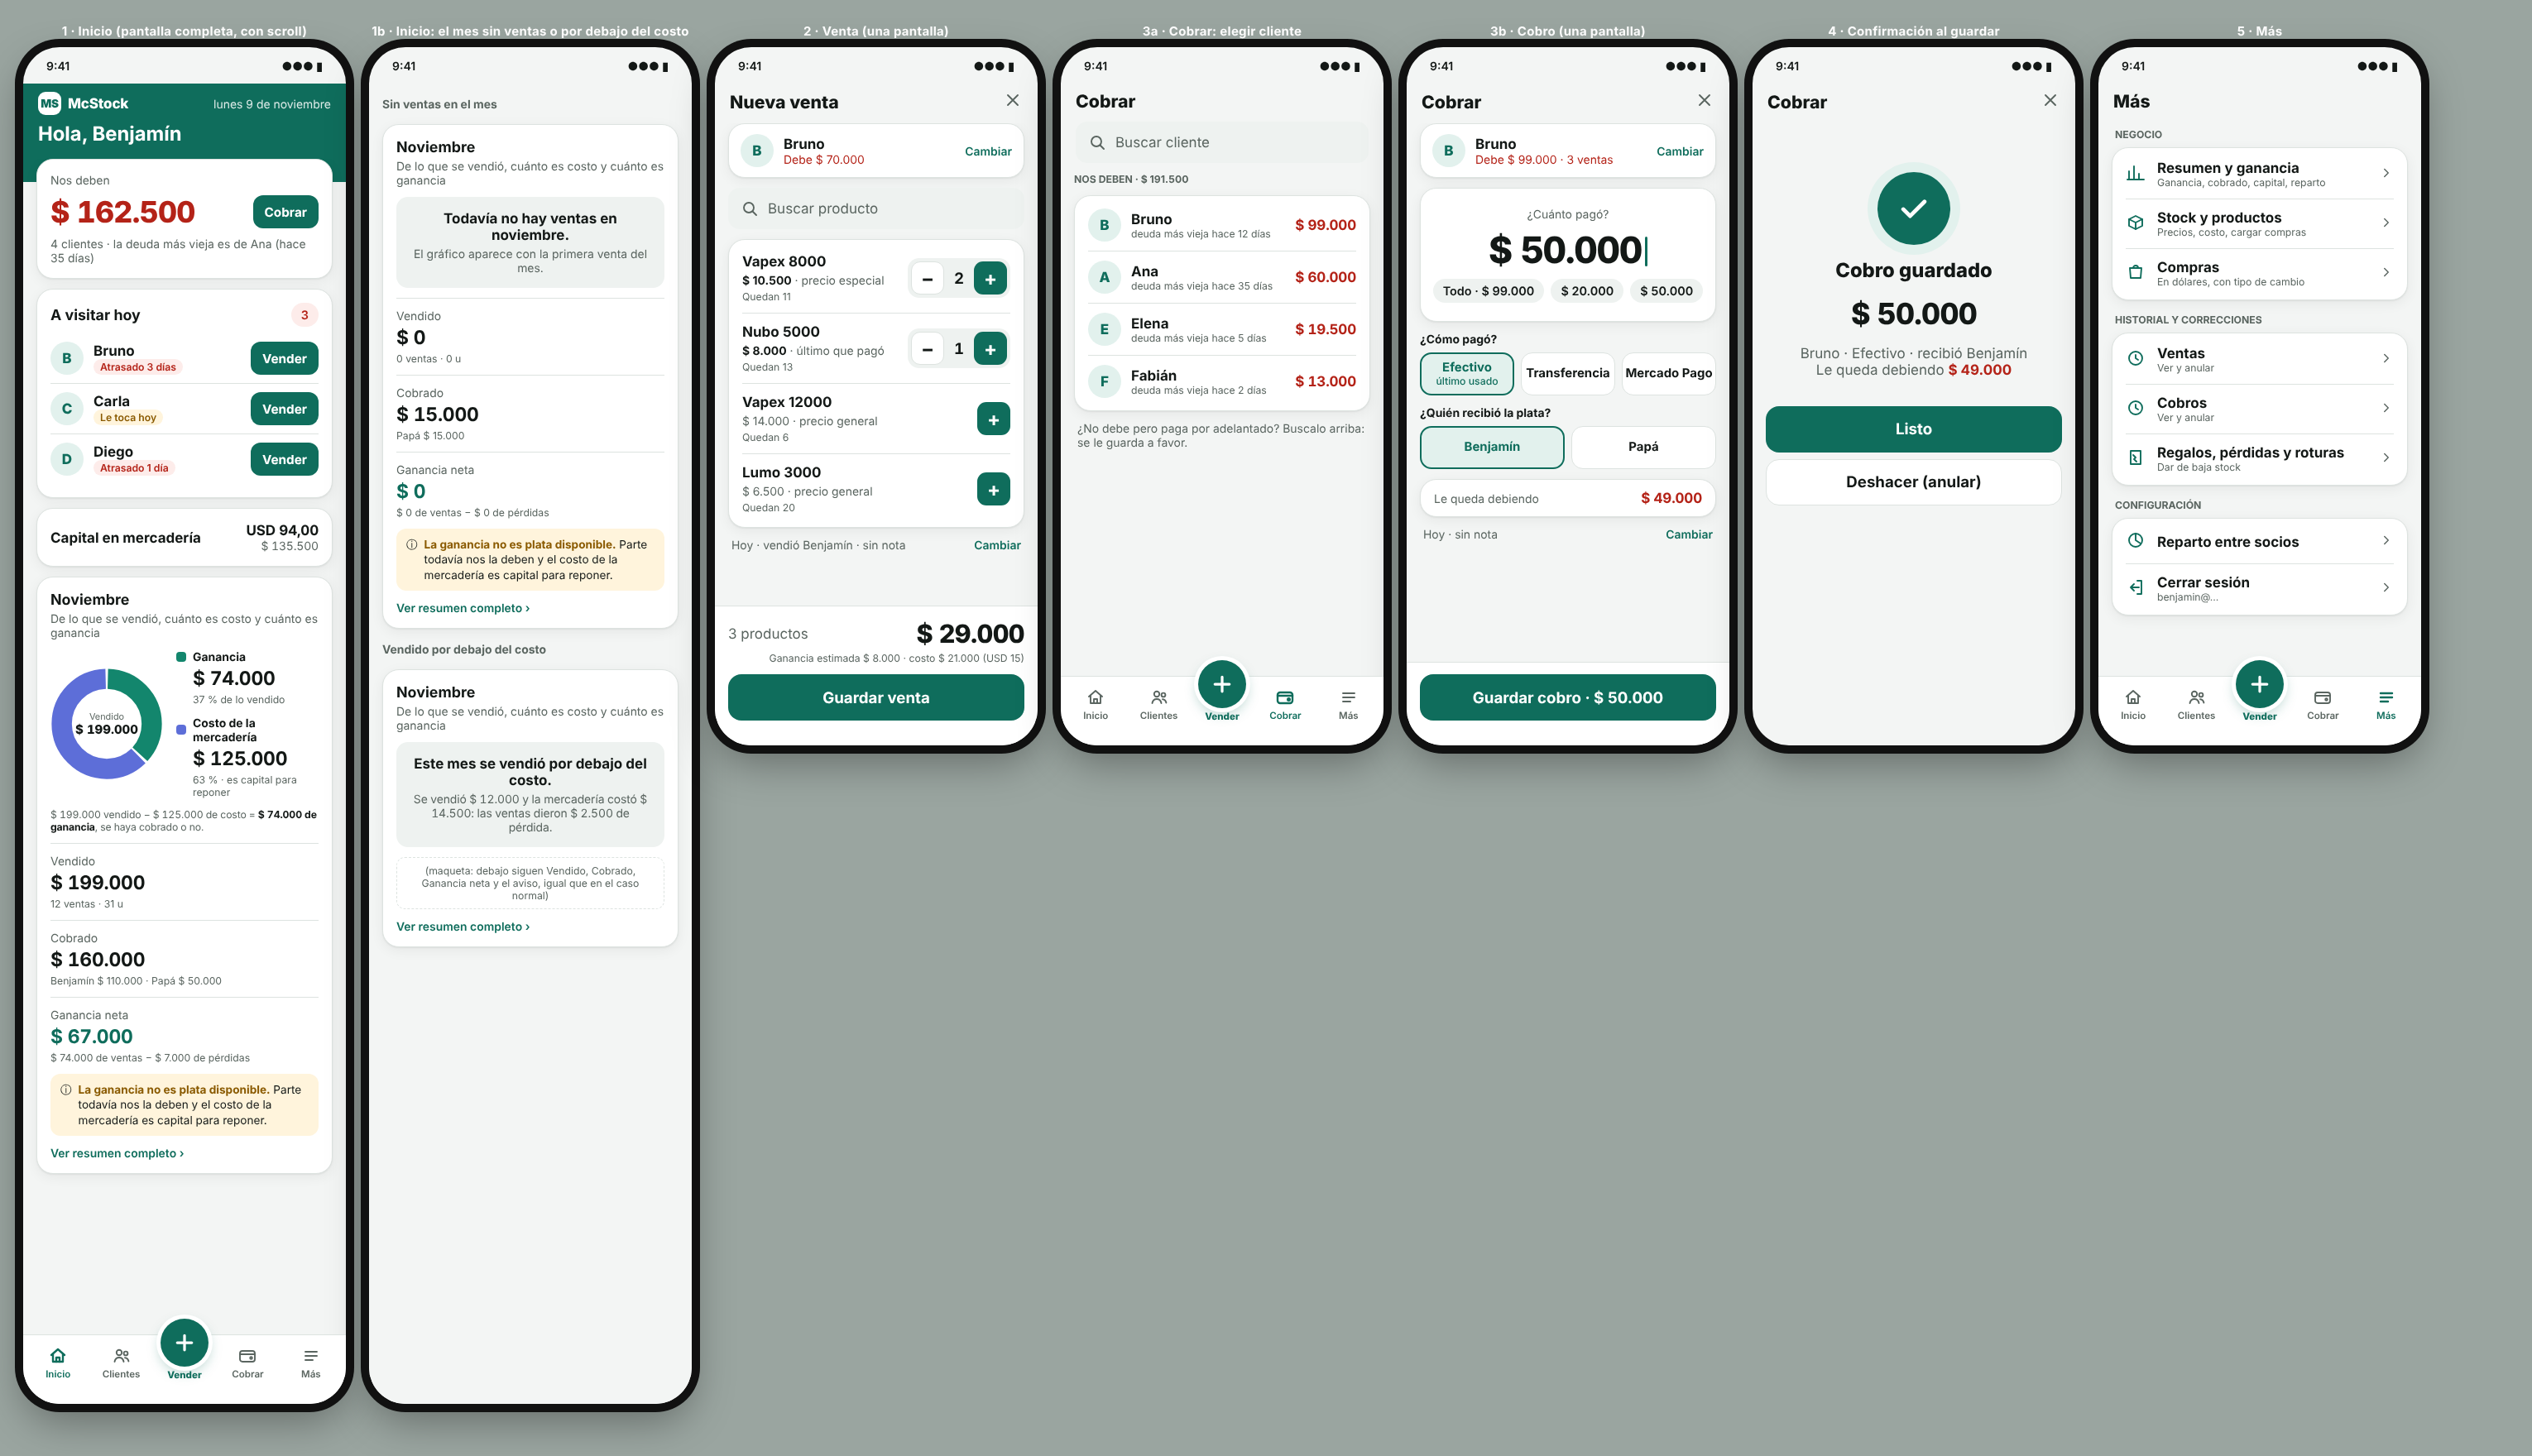 1 · Inicio (pantalla completa, con scroll)
9:41
MS McStock
lunes 9 de noviembre
Hola, Benjamín
Nos deben
$ 162.500
Cobrar
4 clientes · la deuda más vieja es de Ana (hace
35 días)
A visitar hoy
3
B
Bruno
Atrasado 3 días
Vender
C
Carla
Le toca hoy
Vender
D
Diego
Atrasado 1 día
Vender
Capital en mercadería
USD 94,00
$ 135.500
Noviembre
De lo que se vendió, cuánto es costo y cuánto es
ganancia
Vendido
$ 199.000
Ganancia
$ 74.000
37 % de lo vendido
Costo de la
mercadería
$ 125.000
63 % · es capital para
reponer
$ 199.000 vendido − $ 125.000 de costo = $ 74.000 de
ganancia, se haya cobrado o no.
Vendido
$ 199.000
12 ventas · 31 u
Cobrado
$ 160.000
Benjamín $ 110.000 · Papá $ 50.000
Ganancia neta
$ 67.000
$ 74.000 de ventas − $ 7.000 de pérdidas
La ganancia no es plata disponible. Parte
todavía nos la deben y el costo de la
mercadería es capital para reponer.
Ver resumen completo ›
Inicio
Clientes
Vender
Cobrar
Más
1b · Inicio: el mes sin ventas o por debajo del costo
9:41
Sin ventas en el mes
Noviembre
De lo que se vendió, cuánto es costo y cuánto es
ganancia
Todavía no hay ventas en
noviembre.
El gráfico aparece con la primera venta del
mes.
Vendido
$ 0
0 ventas · 0 u
Cobrado
$ 15.000
Papá $ 15.000
Ganancia neta
$ 0
$ 0 de ventas − $ 0 de pérdidas
La ganancia no es plata disponible. Parte
todavía nos la deben y el costo de la
mercadería es capital para reponer.
Ver resumen completo ›
Vendido por debajo del costo
Noviembre
De lo que se vendió, cuánto es costo y cuánto es
ganancia
Este mes se vendió por debajo del
costo.
Se vendió $ 12.000 y la mercadería costó $
14.500: las ventas dieron $ 2.500 de
pérdida.
(maqueta: debajo siguen Vendido, Cobrado,
Ganancia neta y el aviso, igual que en el caso
normal)
Ver resumen completo ›
2 · Venta (una pantalla)
9:41
Nueva venta
B
Bruno
Debe $ 70.000
Cambiar
Buscar producto
Vapex 8000
$ 10.500 · precio especial
Quedan 11
− 2 +
Nubo 5000
$ 8.000 · último que pagó
Quedan 13
− 1 +
Vapex 12000
$ 14.000 · precio general
Quedan 6
+
Lumo 3000
$ 6.500 · precio general
Quedan 20
+
Hoy · vendió Benjamín · sin nota
Cambiar
3 productos
$ 29.000
Ganancia estimada $ 8.000 · costo $ 21.000 (USD 15)
Guardar venta
3a · Cobrar: elegir cliente
9:41
Cobrar
Buscar cliente
NOS DEBEN · $ 191.500
B
Bruno
deuda más vieja hace 12 días
$ 99.000
A
Ana
deuda más vieja hace 35 días
$ 60.000
E
Elena
deuda más vieja hace 5 días
$ 19.500
F
Fabián
deuda más vieja hace 2 días
$ 13.000
¿No debe pero paga por adelantado? Buscalo arriba:
se le guarda a favor.
Inicio
Clientes
Vender
Cobrar
Más
3b · Cobro (una pantalla)
9:41
Cobrar
B
Bruno
Debe $ 99.000 · 3 ventas
Cambiar
¿Cuánto pagó?
$ 50.000
Todo · $ 99.000
$ 20.000
$ 50.000
¿Cómo pagó?
Efectivo
último usado
Transferencia
Mercado Pago
¿Quién recibió la plata?
Benjamín
Papá
Le queda debiendo
$ 49.000
Hoy · sin nota
Cambiar
Guardar cobro · $ 50.000
4 · Confirmación al guardar
9:41
Cobrar
Cobro guardado
$ 50.000
Bruno · Efectivo · recibió Benjamín
Le queda debiendo $ 49.000
Listo
Deshacer (anular)
5 · Más
9:41
Más
NEGOCIO
Resumen y ganancia
Ganancia, cobrado, capital, reparto
Stock y productos
Precios, costo, cargar compras
Compras
En dólares, con tipo de cambio
HISTORIAL Y CORRECCIONES
Ventas
Ver y anular
Cobros
Ver y anular
Regalos, pérdidas y roturas
Dar de baja stock
CONFIGURACIÓN
Reparto entre socios
Cerrar sesión
benjamin@...
Inicio
Clientes
Vender
Cobrar
Más